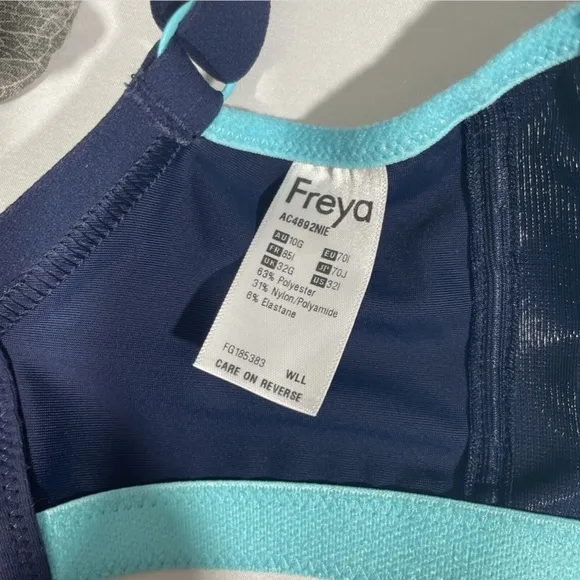 Freya
AC4892NIE
AU 10G EU 70I
FR 85I JP 70J
UK 32G US 32I
63% Polyester
31% Nylon/Polyamide
6% Elastane
FG185383 WLL
CARE ON REVERSE